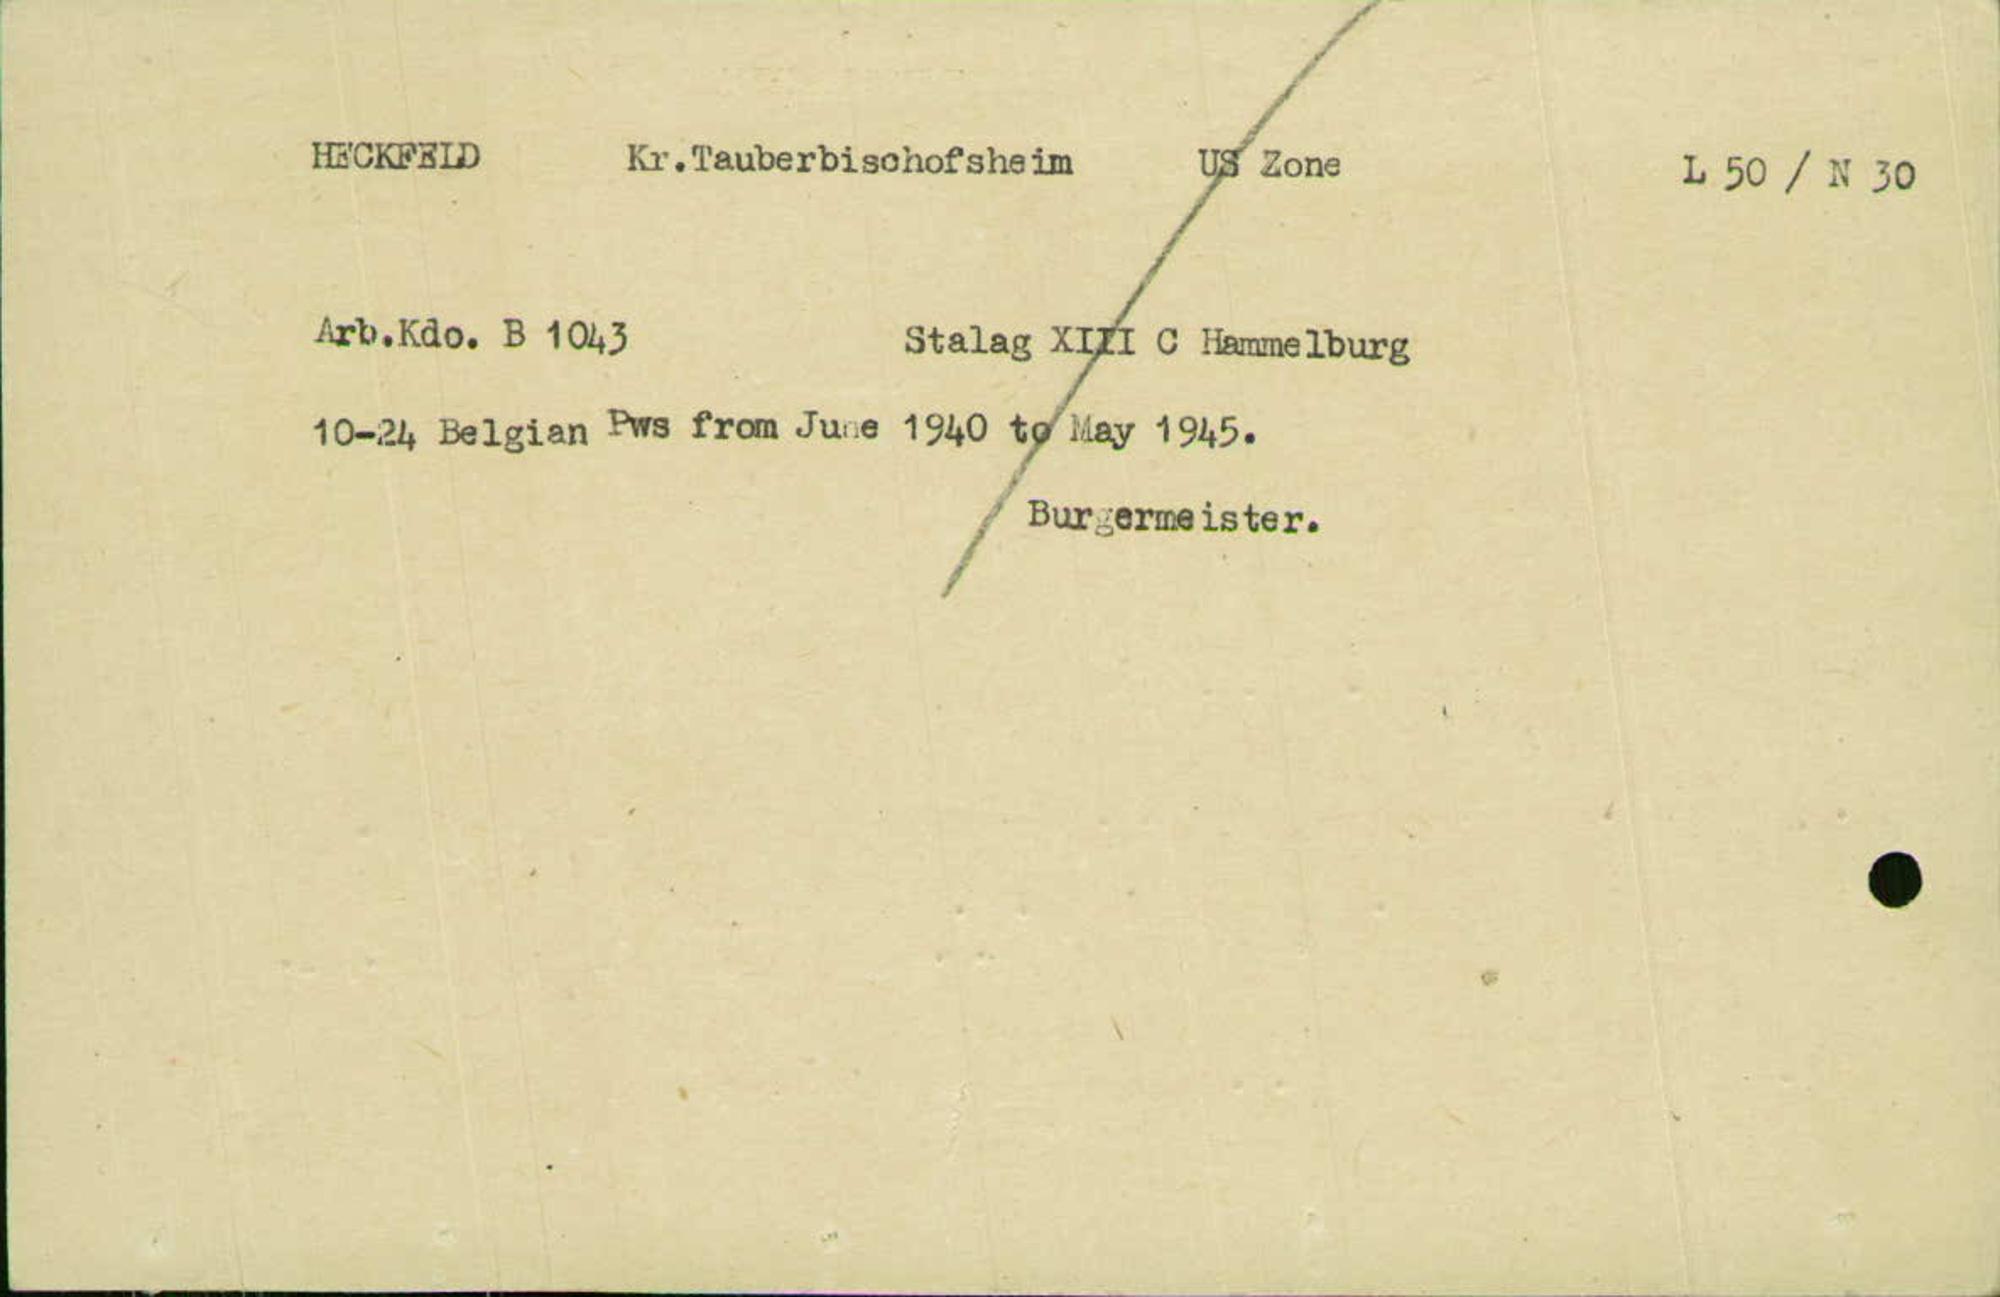 HECKFELD Kr.Tauberbischofsheim US Zone L 50 / N 30
Arb.Kdo. B 1043 Stalag XIII C Hammelburg
10-24 Belgian Pws from June 1940 to May 1945.
Burgermeister.